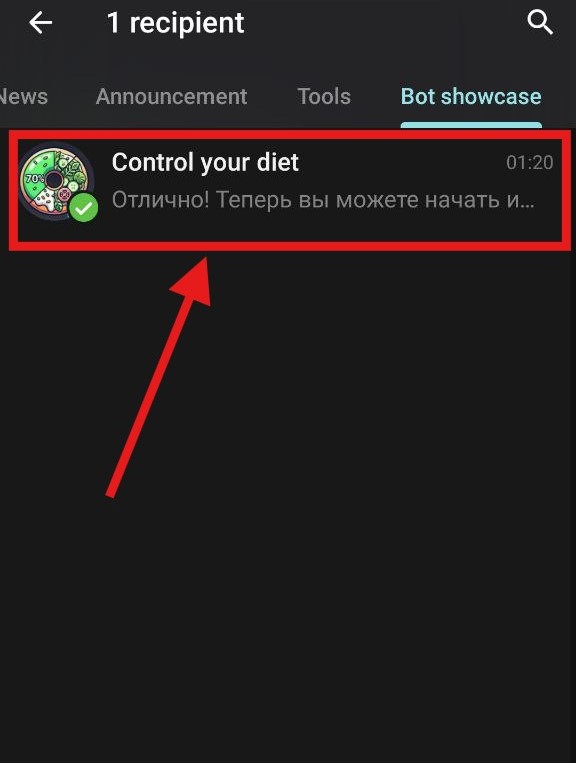 1 recipient
News Announcement Tools Bot showcase
Control your diet 01:20
70%
Отлично! Теперь вы можете начать и...